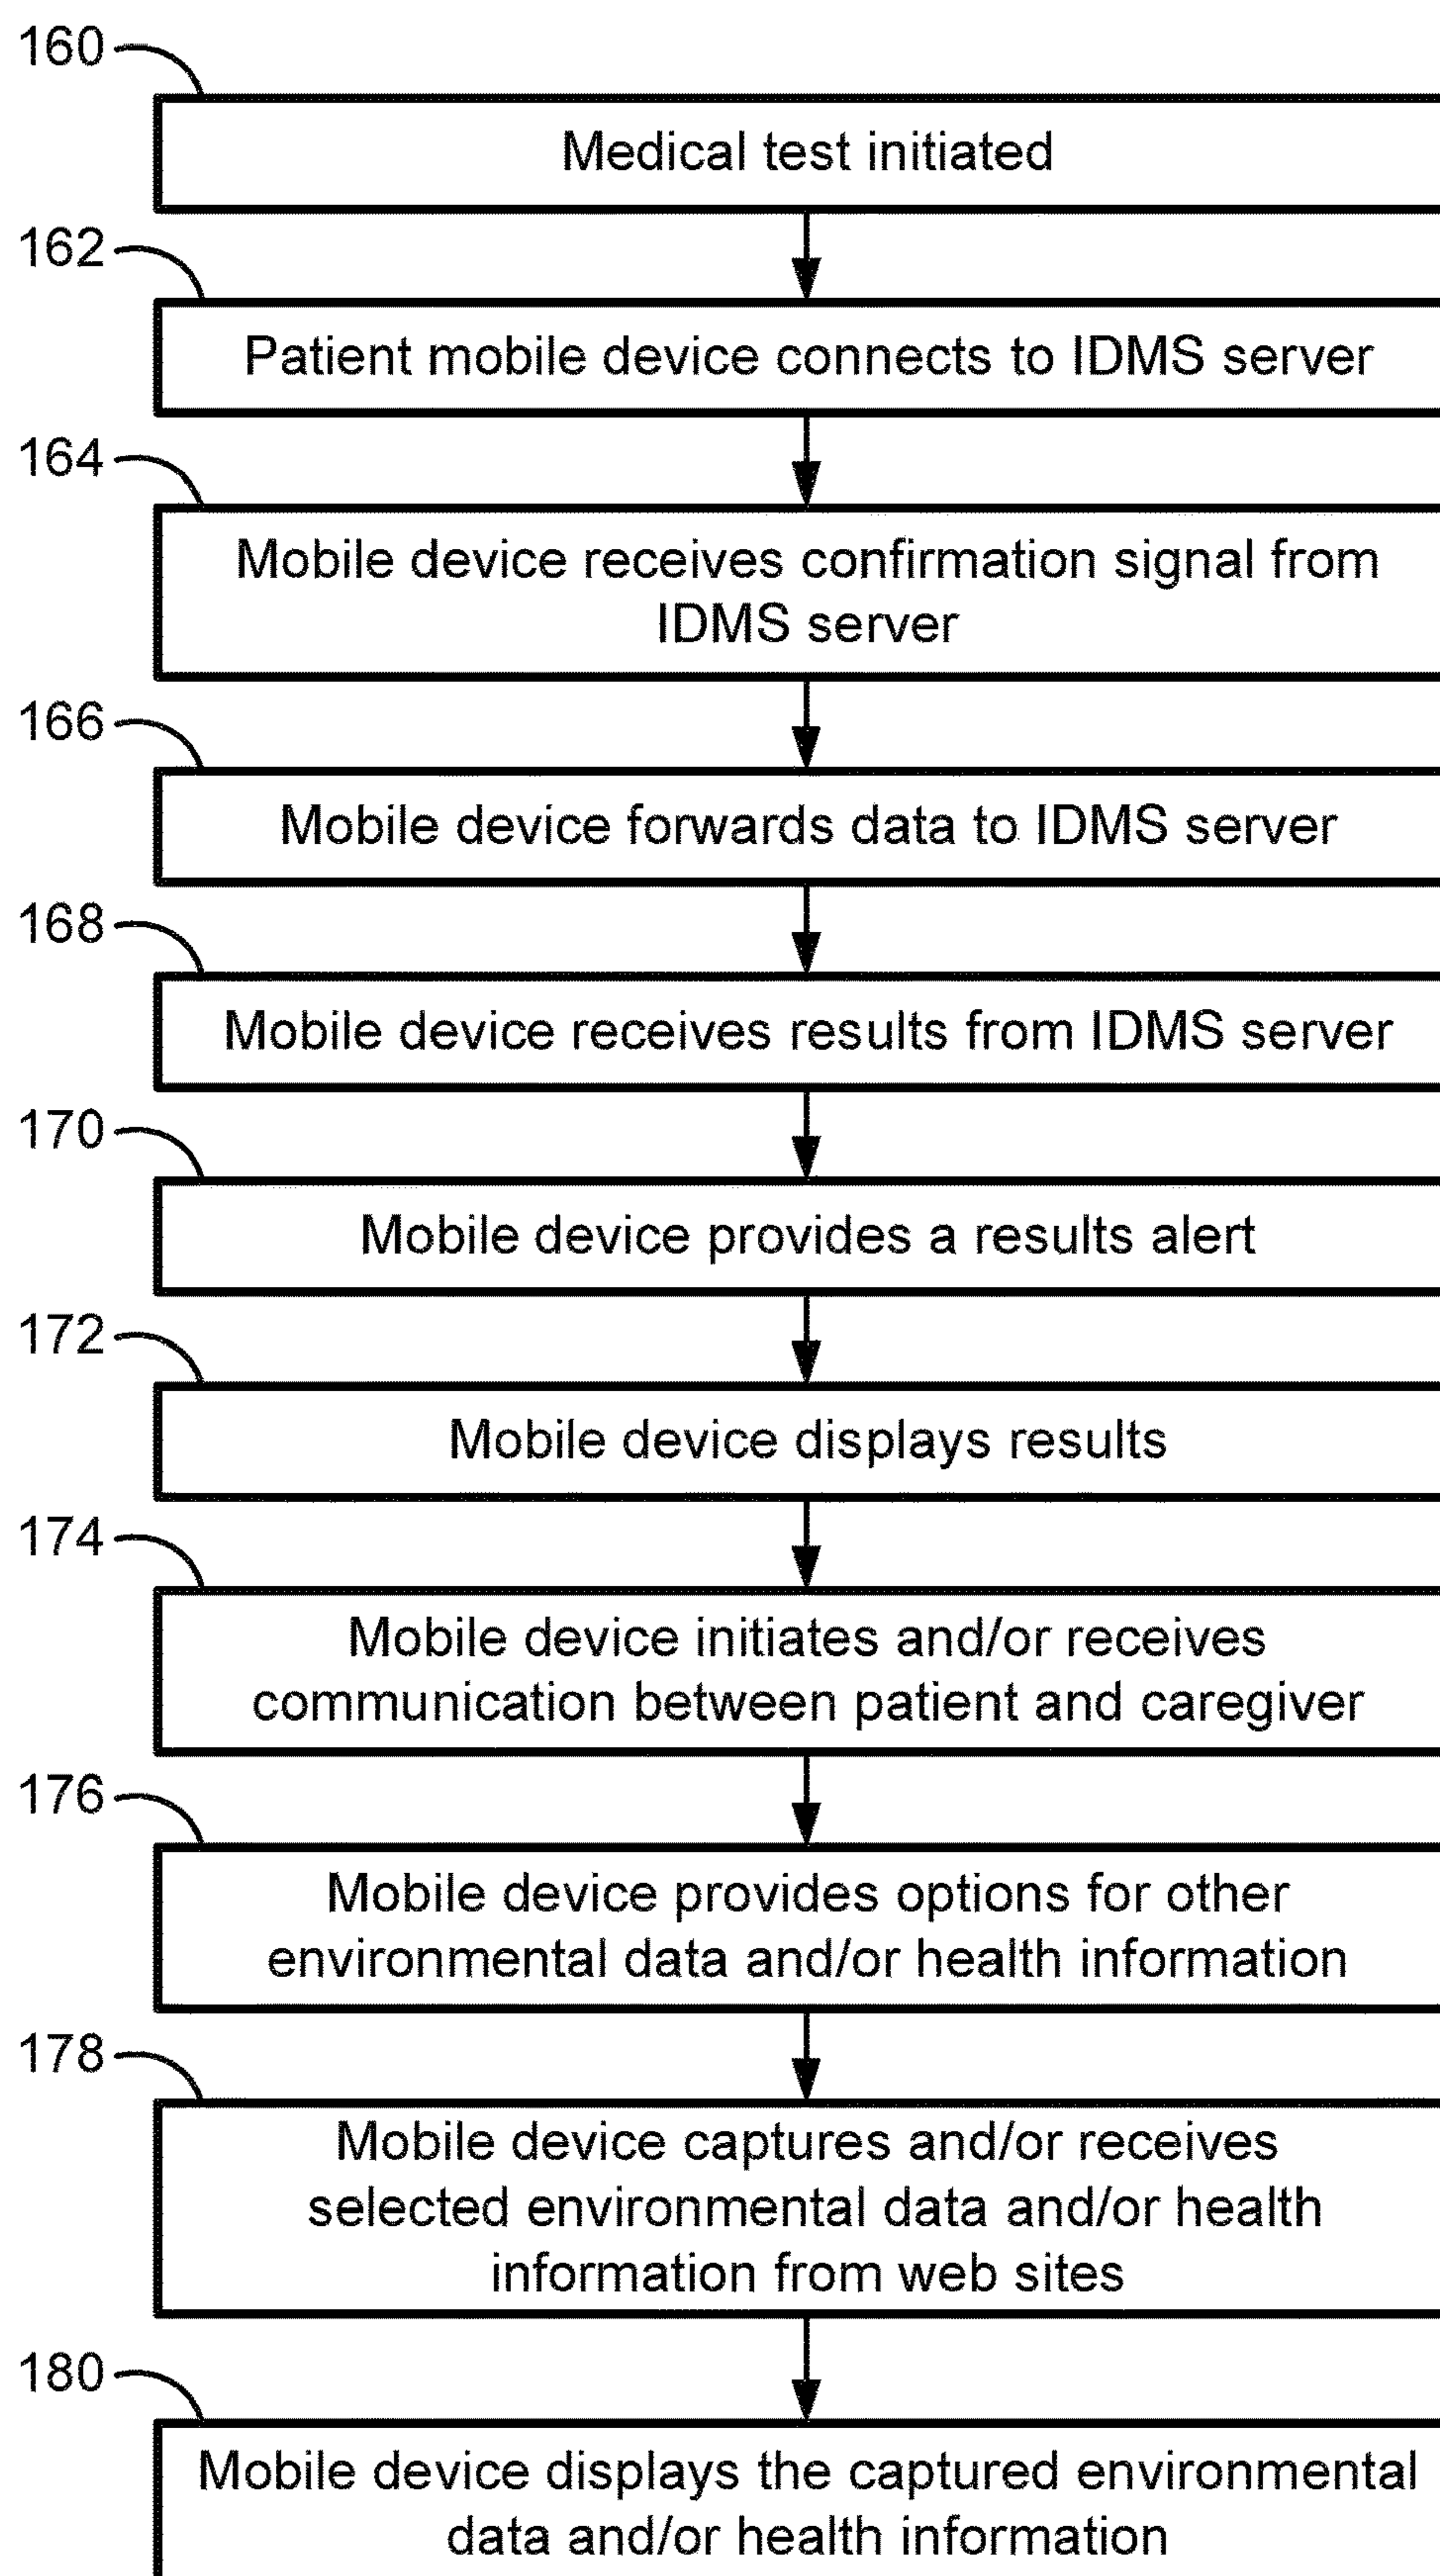 160
Medical test initiated
162
Patient mobile device connects to IDMS server
164
Mobile device receives confirmation signal from
IDMS server
166
Mobile device forwards data to IDMS server
168
Mobile device receives results from IDMS server
170
Mobile device provides a results alert
172
Mobile device displays results
174
Mobile device initiates and/or receives
communication between patient and caregiver
176
Mobile device provides options for other
environmental data and/or health information
178
Mobile device captures and/or receives
selected environmental data and/or health
information from web sites
180
Mobile device displays the captured environmental
data and/or health information